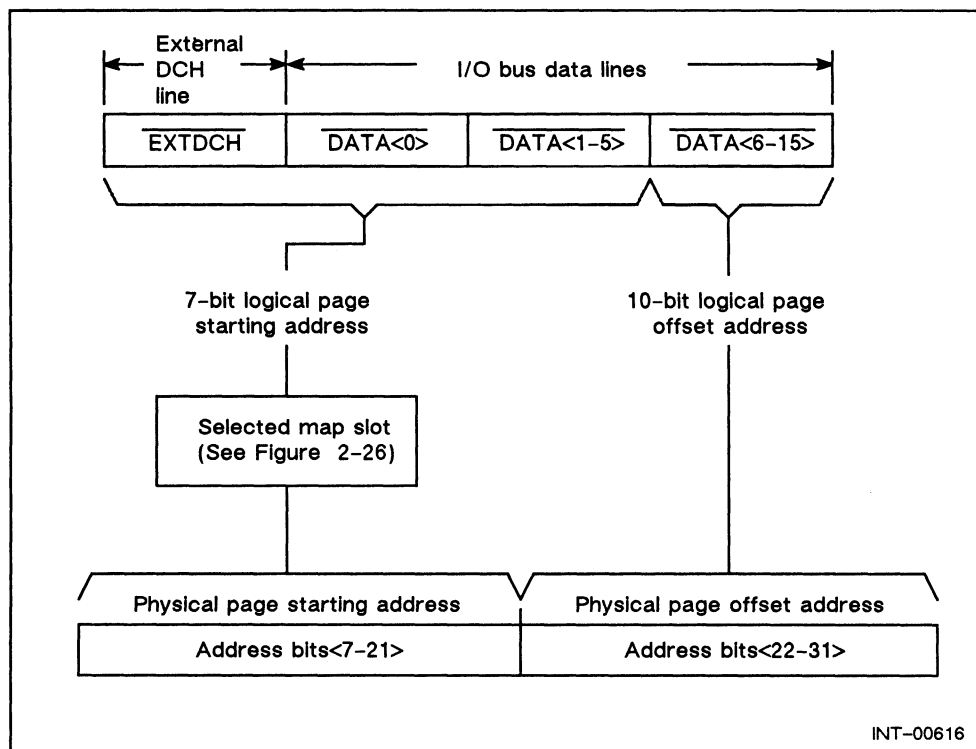 External
DCH
line
I/O bus data lines
EXTDCH
DATA<0>
DATA<1-5>
DATA<6-15>
7-bit logical page
starting address
10-bit logical page
offset address
Selected map slot
(See Figure 2-26)
Physical page starting address
Physical page offset address
Address bits<7-21>
Address bits<22-31>
INT-00616